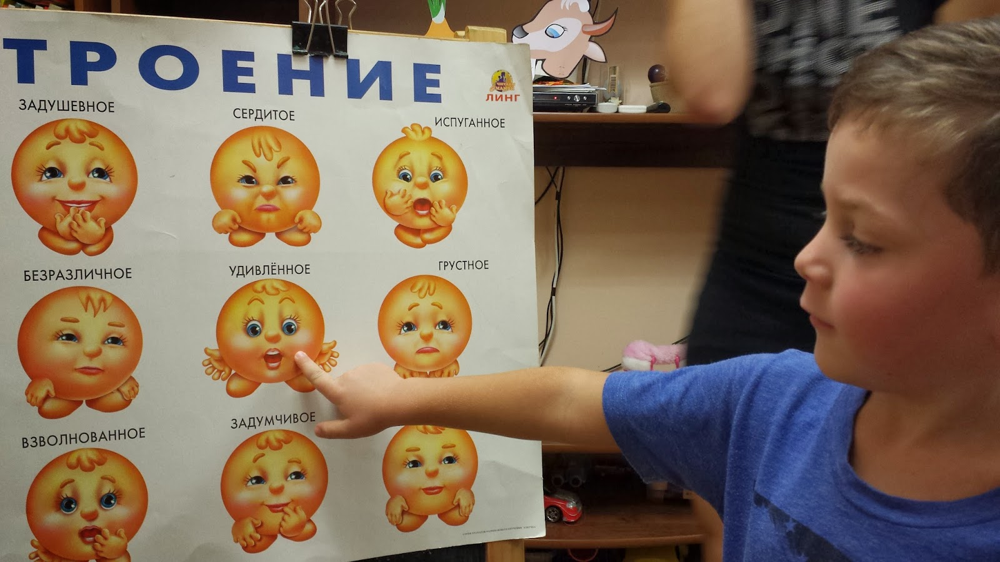 ТРОЕНИЕ
ЛИНГ
ЗАДУШЕВНОЕ
СЕРДИТОЕ
ИСПУГАННОЕ
БЕЗРАЗЛИЧНОЕ
УДИВЛЁННОЕ
ГРУСТНОЕ
ВЗВОЛНОВАННОЕ
ЗАДУМЧИВОЕ